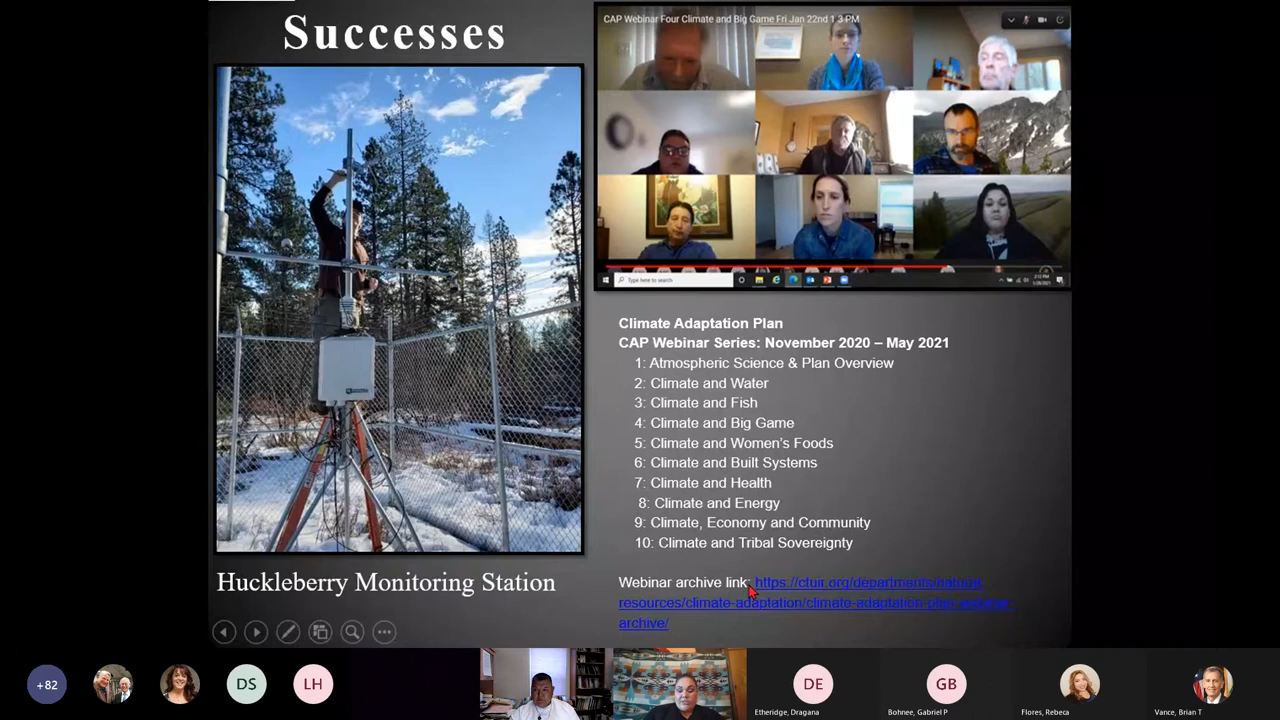 Successes
CAP Webinar Four Climate and Big Game Fri Jan 22nd 1 3 PM
Type here to search
Climate Adaptation Plan
CAP Webinar Series: November 2020 – May 2021
1: Atmospheric Science & Plan Overview
2: Climate and Water
3: Climate and Fish
4: Climate and Big Game
5: Climate and Women's Foods
6: Climate and Built Systems
7: Climate and Health
8: Climate and Energy
9: Climate, Economy and Community
10: Climate and Tribal Sovereignty
Huckleberry Monitoring Station
Webinar archive link: https://ctuir.org/departments/natural-
resources/climate-adaptation/climate-adaptation-plan-webinar-
archive/
+82
DS
LH
DE
GB
Etheridge, Dragana
Bohnee, Gabriel P
Flores, Rebeca
Vance, Brian T